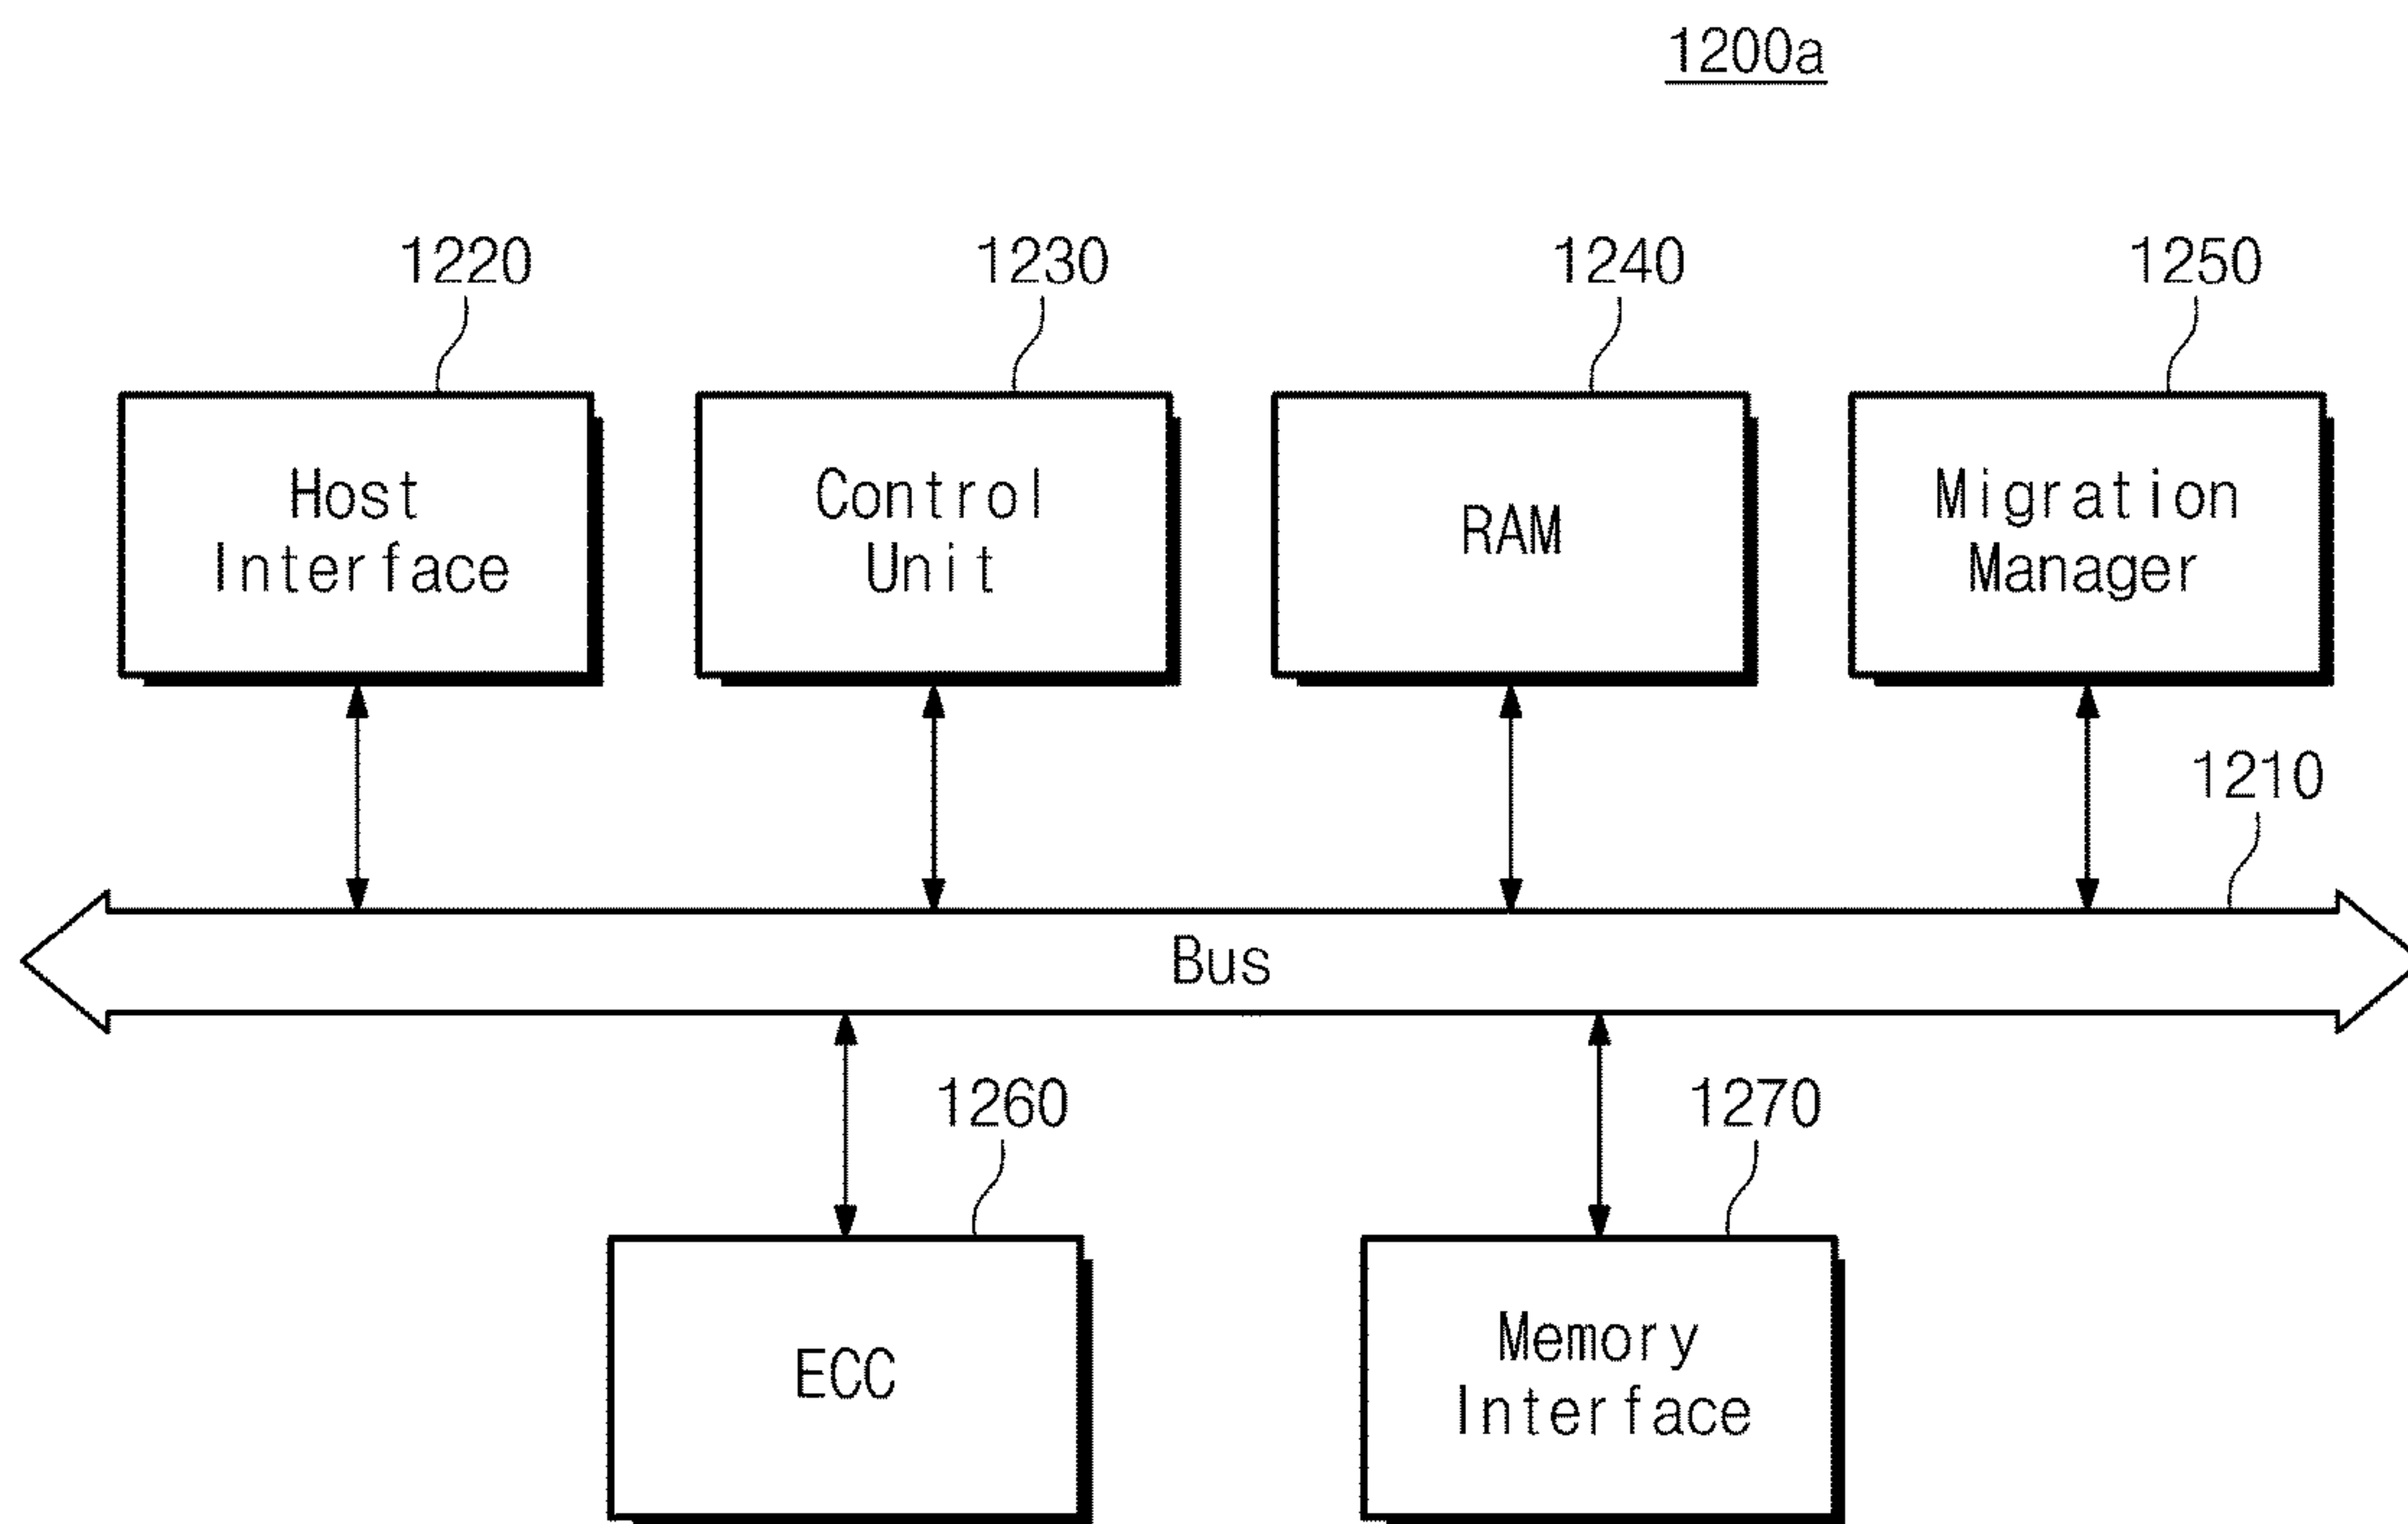 1200a
1220
1230
1240
1250
Host
Interface
Control
Unit
RAM
Migration
Manager
1210
Bus
1260
1270
ECC
Memory
Interface